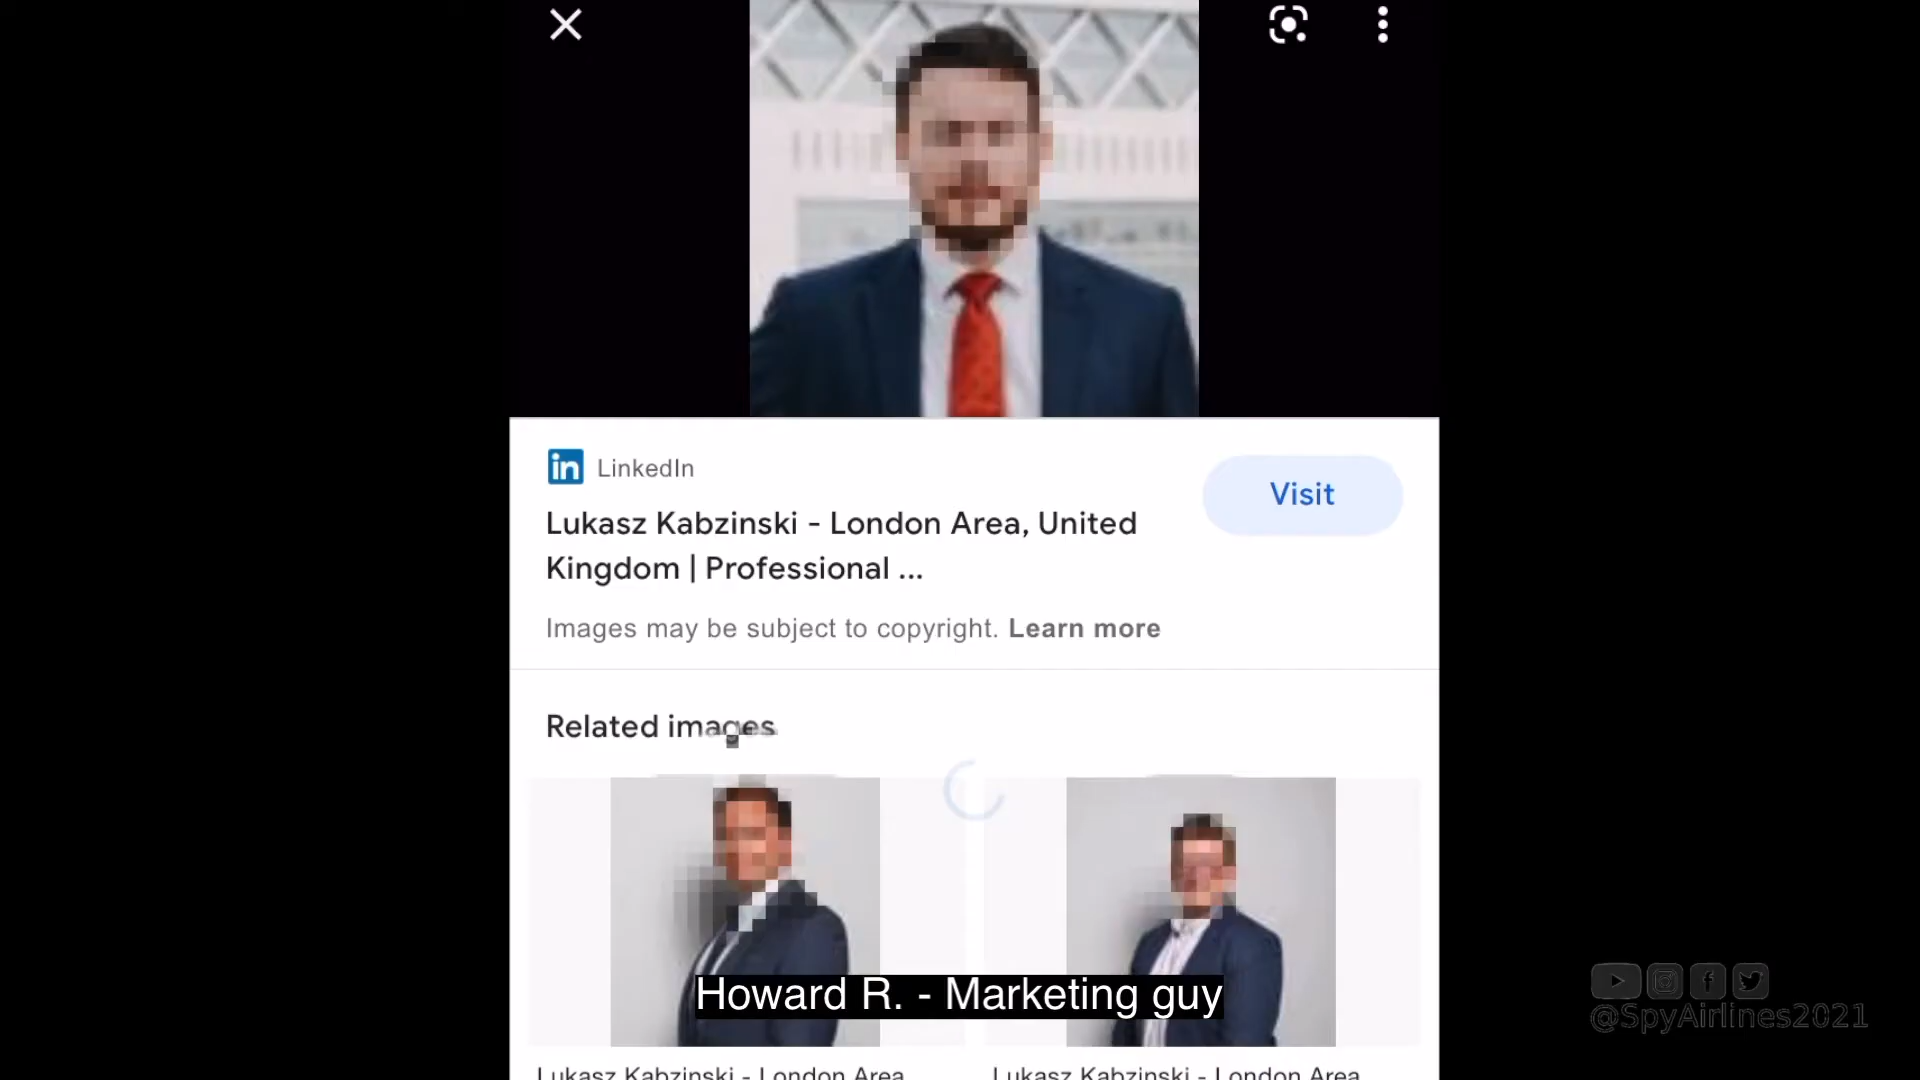 in LinkedIn
Visit
Lukasz Kabzinski - London Area, United
Kingdom | Professional ...
Images may be subject to copyright. Learn more
Related images
Howard R. - Marketing guy
@SpyAirlines2021
Lukasz Kabzinski - London Area
Lukasz Kabzinski - London Area